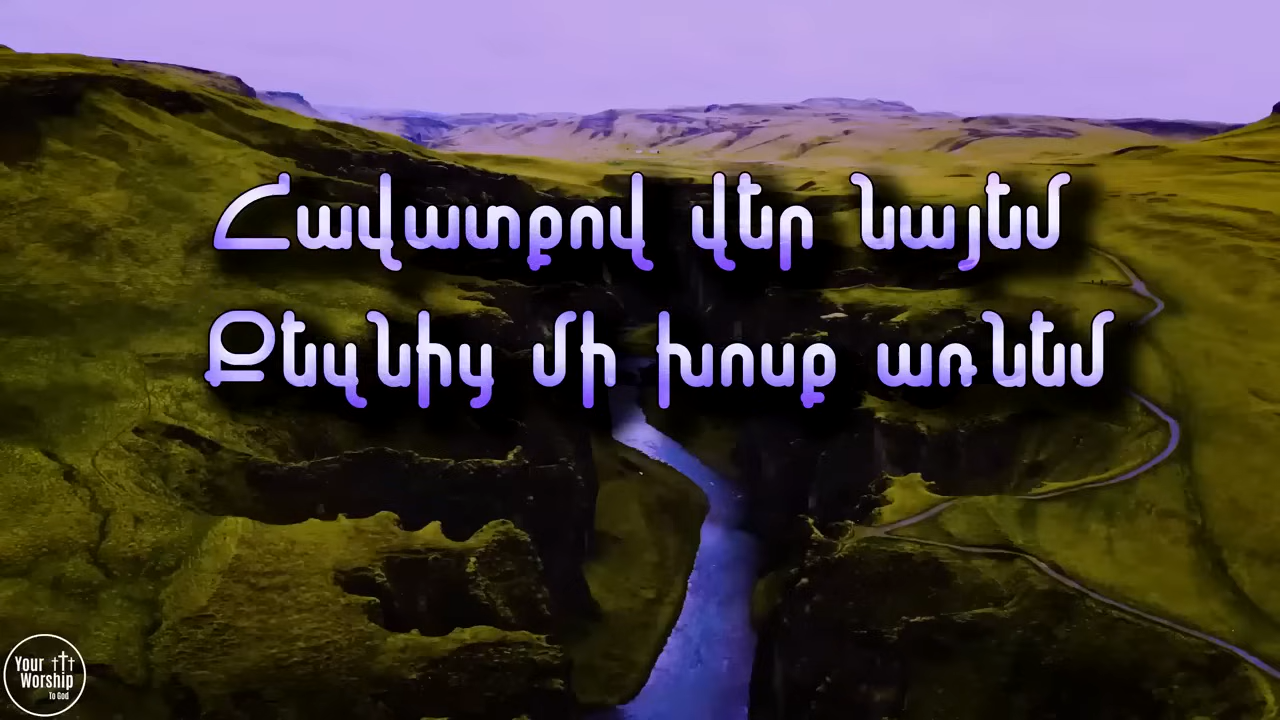 Հավատքով վեր նայեմ
Քեզնից մի խոսք առնեմ
Your
Worship
To God